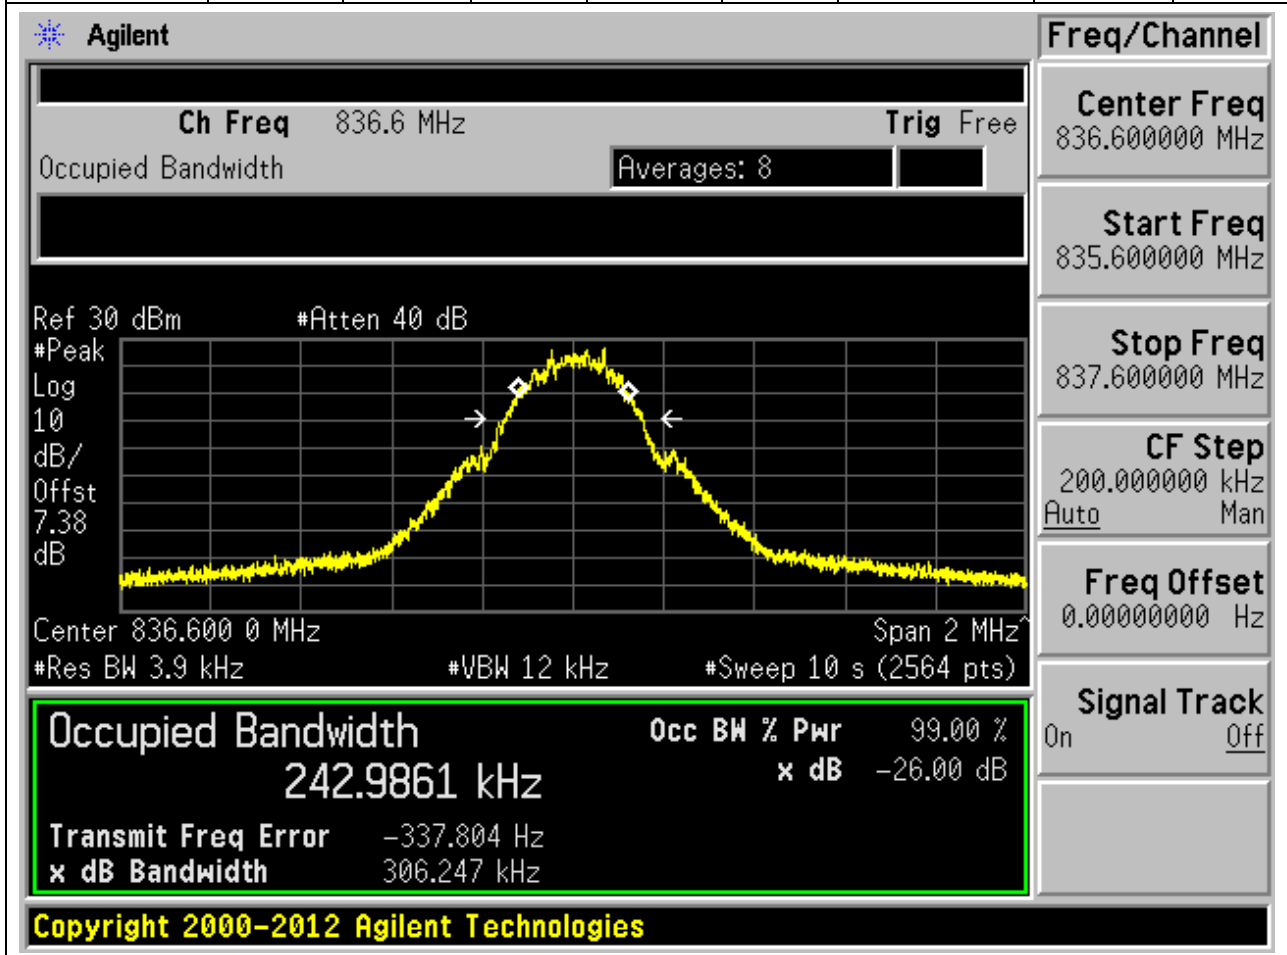 Agilent
Freq/Channel
Ch Freq 836.6 MHz Trig Free
Occupied Bandwidth Averages: 8
Center Freq
836.600000 MHz
Start Freq
835.600000 MHz
Stop Freq
837.600000 MHz
CF Step
200.000000 kHz
Auto Man
Freq Offset
0.00000000 Hz
Signal Track
On Off
Ref 30 dBm #Atten 40 dB
#Peak
Log
10
dB/
Offst
7.38
dB
Center 836.600 0 MHz Span 2 MHz^
#Res BW 3.9 kHz #VBW 12 kHz #Sweep 10 s (2564 pts)
Occupied Bandwidth Occ BW % Pwr 99.00 %
242.9861 kHz x dB -26.00 dB
Transmit Freq Error -337.804 Hz
x dB Bandwidth 306.247 kHz
Copyright 2000-2012 Agilent Technologies